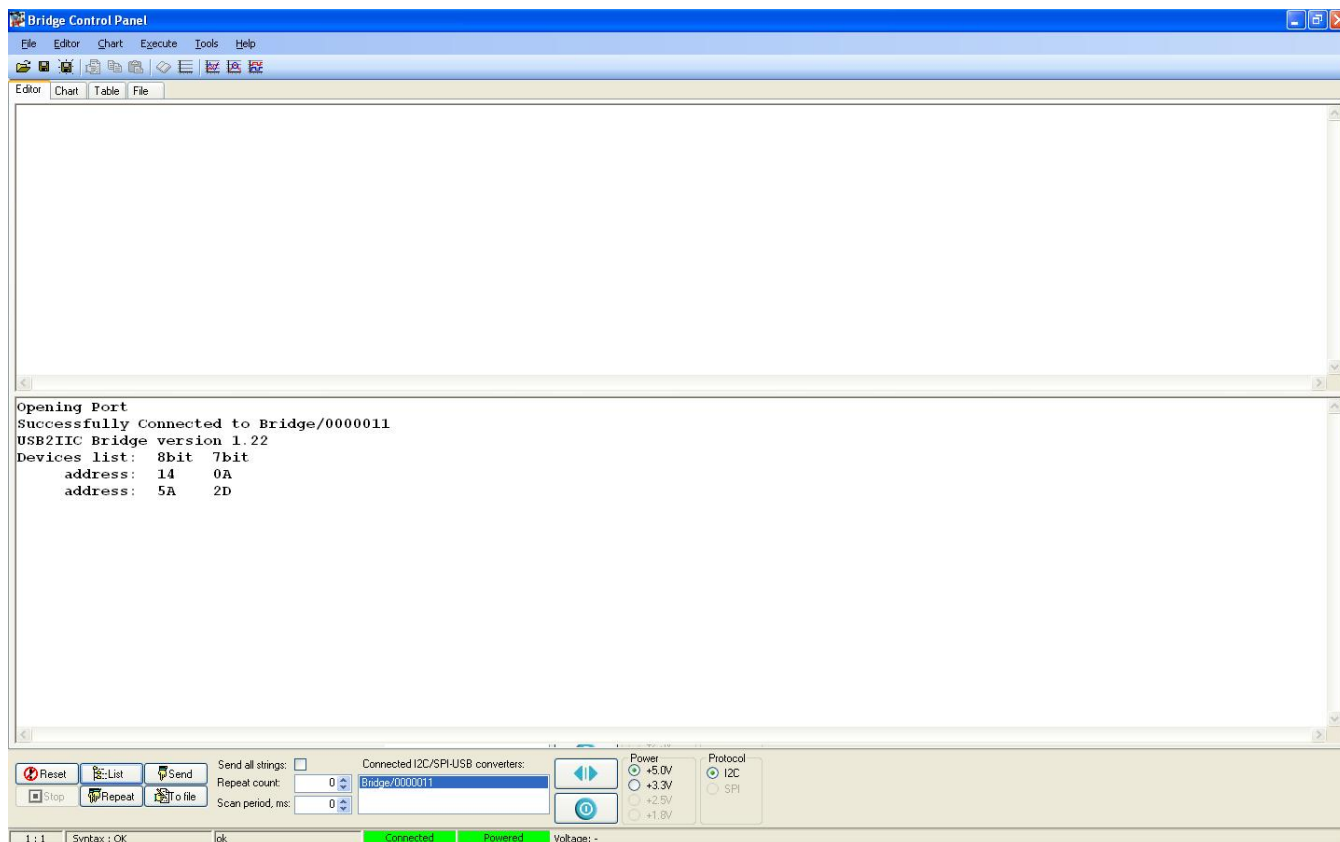 Bridge Control Panel
File Editor Chart Execute Tools Help
Editor Chart Table File
Opening Port
Successfully Connected to Bridge/0000011
USB2IIC Bridge version 1.22
Devices list: 8bit 7bit
address: 14 0A
address: 5A 2D
Reset List Send
Stop Repeat To file
Send all strings:
Repeat count: 0
Scan period, ms: 0
Connected I2C/SPI-USB converters:
Bridge/0000011
Power
+5.0V
+3.3V
+2.5V
+1.8V
Protocol
I2C
SPI
1 : 1 Syntax : OK ok Connected Powered Voltage: -